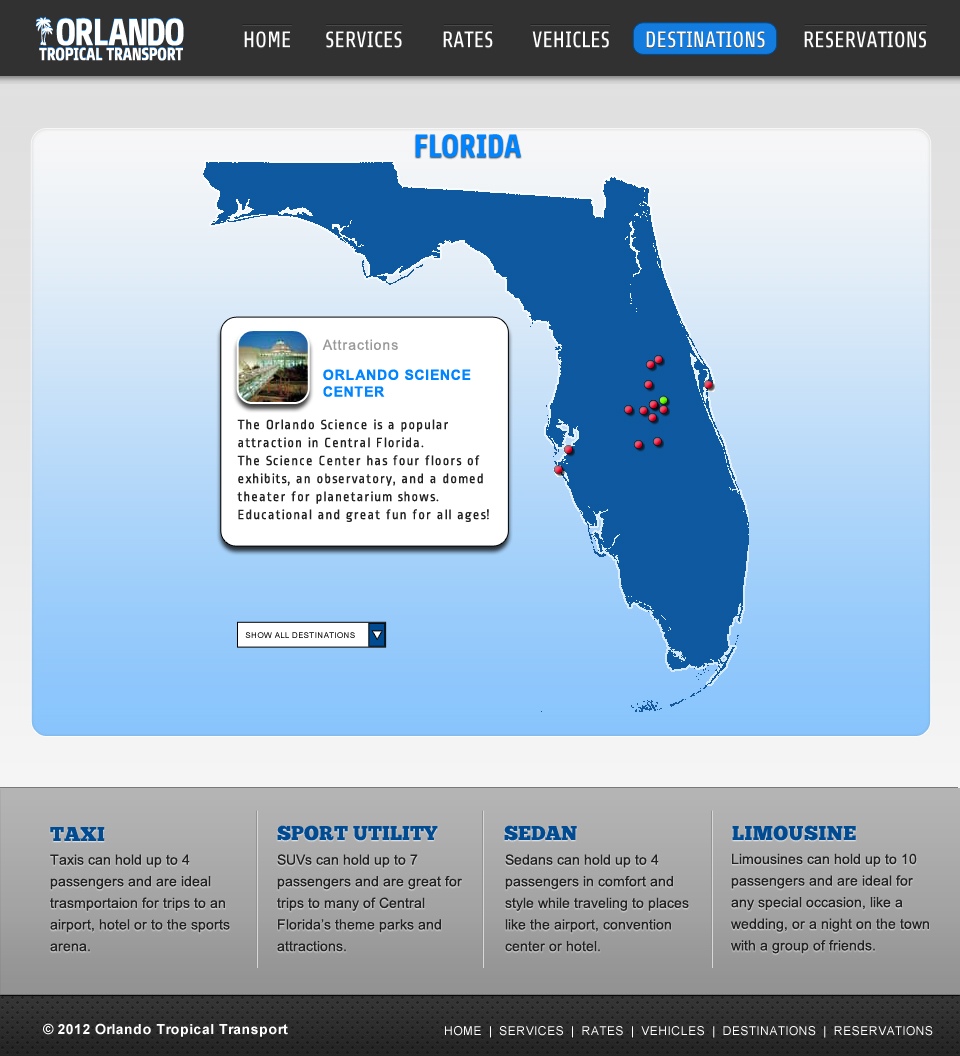 ORLANDO
TROPICAL TRANSPORT
HOME SERVICES RATES VEHICLES DESTINATIONS RESERVATIONS
FLORIDA
Attractions
ORLANDO SCIENCE
CENTER
The Orlando Science is a popular
attraction in Central Florida.
The Science Center has four floors of
exhibits, an observatory, and a domed
theater for planetarium shows.
Educational and great fun for all ages!
SHOW ALL DESTINATIONS
TAXI
Taxis can hold up to 4
passengers and are ideal
trasmportaion for trips to an
airport, hotel or to the sports
arena.
SPORT UTILITY
SUVs can hold up to 7
passengers and are great for
trips to many of Central
Florida’s theme parks and
attractions.
SEDAN
Sedans can hold up to 4
passengers in comfort and
style while traveling to places
like the airport, convention
center or hotel.
LIMOUSINE
Limousines can hold up to 10
passengers and are ideal for
any special occasion, like a
wedding, or a night on the town
with a group of friends.
© 2012 Orlando Tropical Transport
HOME | SERVICES | RATES | VEHICLES | DESTINATIONS | RESERVATIONS